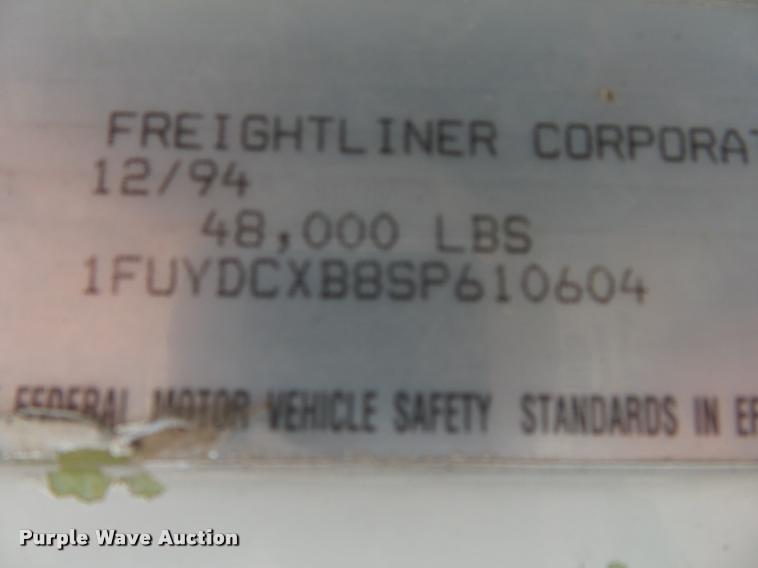 FREIGHTLINER CORPORAT
12/94
48,000 LBS
1FUYDCXB8SP610604
FEDERAL MOTOR VEHICLE SAFETY STANDARDS IN EF
Purple Wave Auction